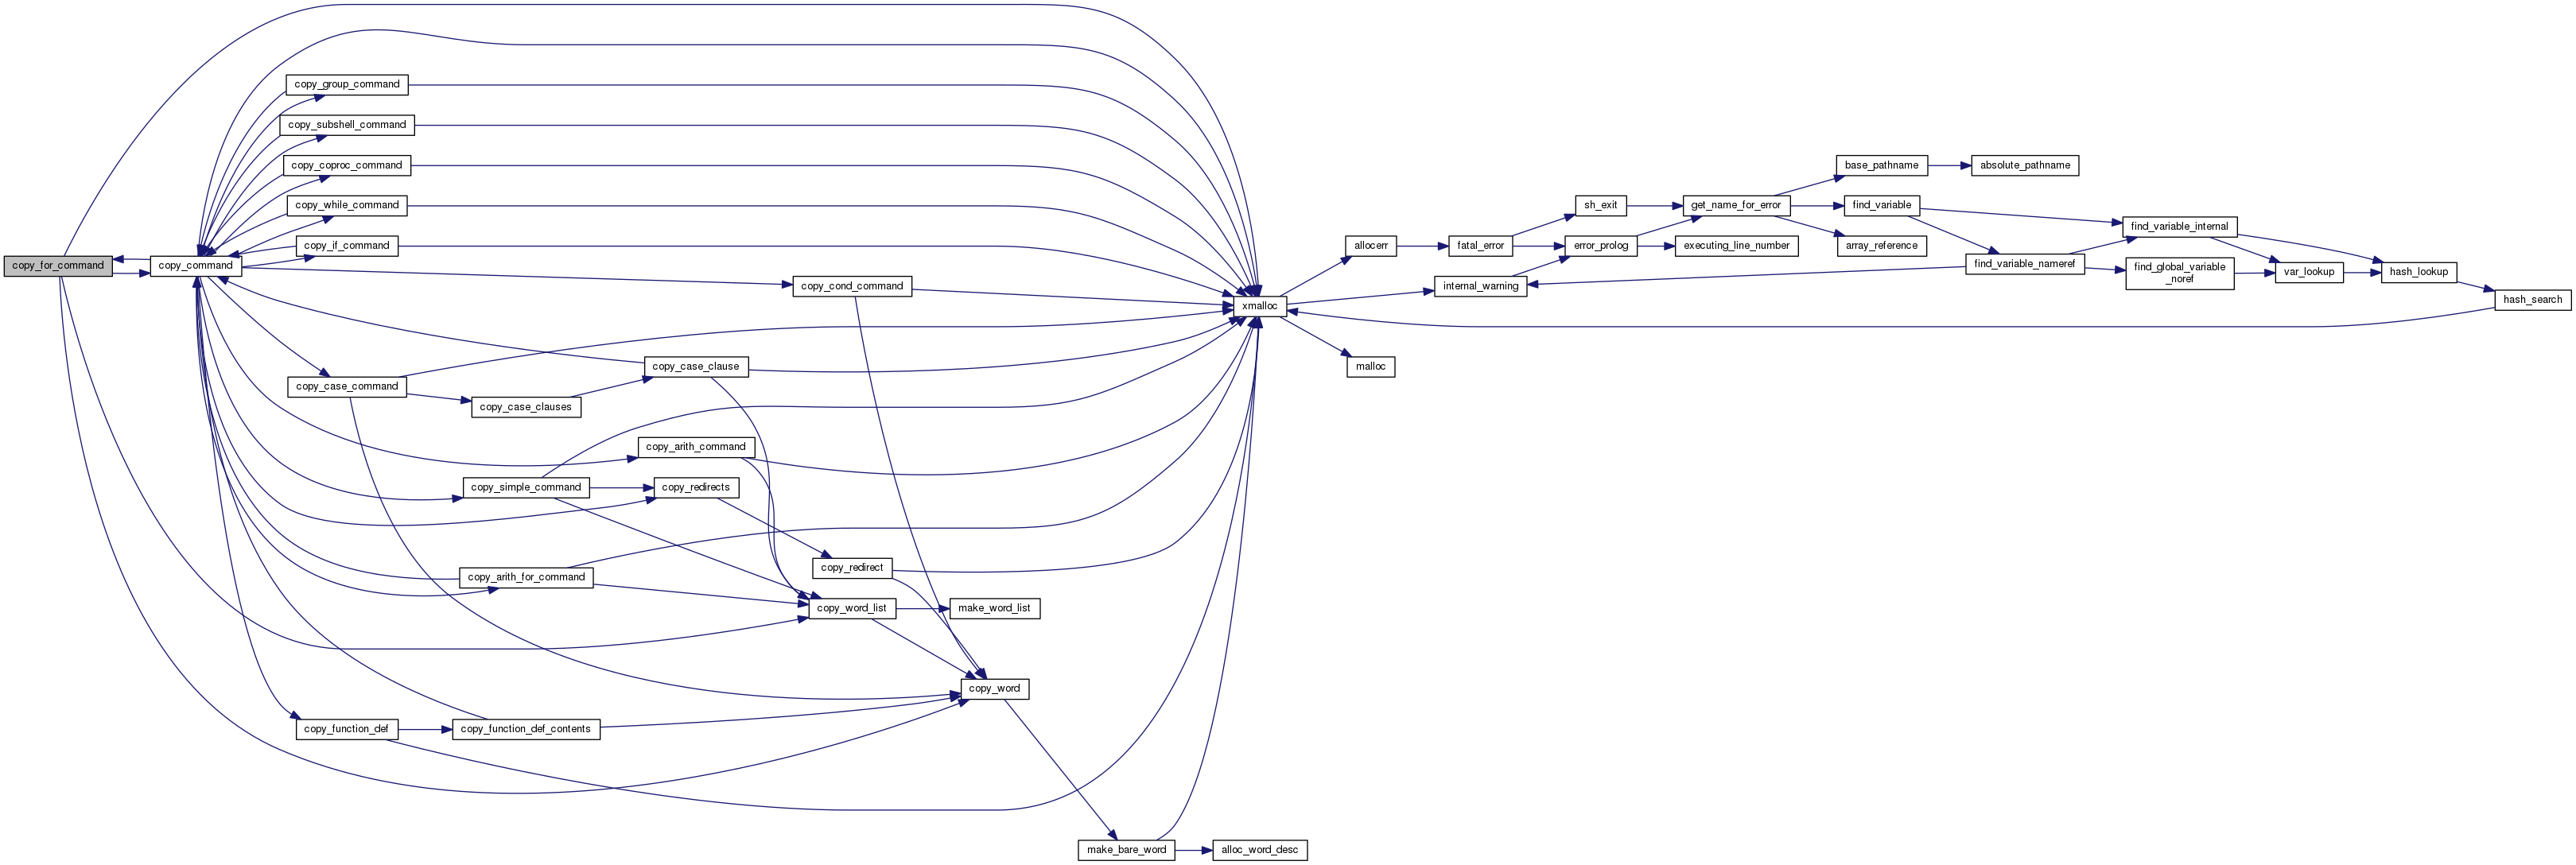 copy_for_command
copy_command
copy_group_command
copy_subshell_command
copy_coproc_command
copy_while_command
copy_if_command
copy_cond_command
copy_case_command
copy_case_clauses
copy_case_clause
copy_arith_command
copy_simple_command
copy_redirects
copy_redirect
copy_arith_for_command
copy_word_list
make_word_list
copy_word
copy_function_def
copy_function_def_contents
make_bare_word
alloc_word_desc
xmalloc
allocerr
malloc
internal_warning
fatal_error
sh_exit
error_prolog
get_name_for_error
executing_line_number
base_pathname
absolute_pathname
find_variable
array_reference
find_variable_nameref
find_variable_internal
find_global_variable
_noref
var_lookup
hash_lookup
hash_search